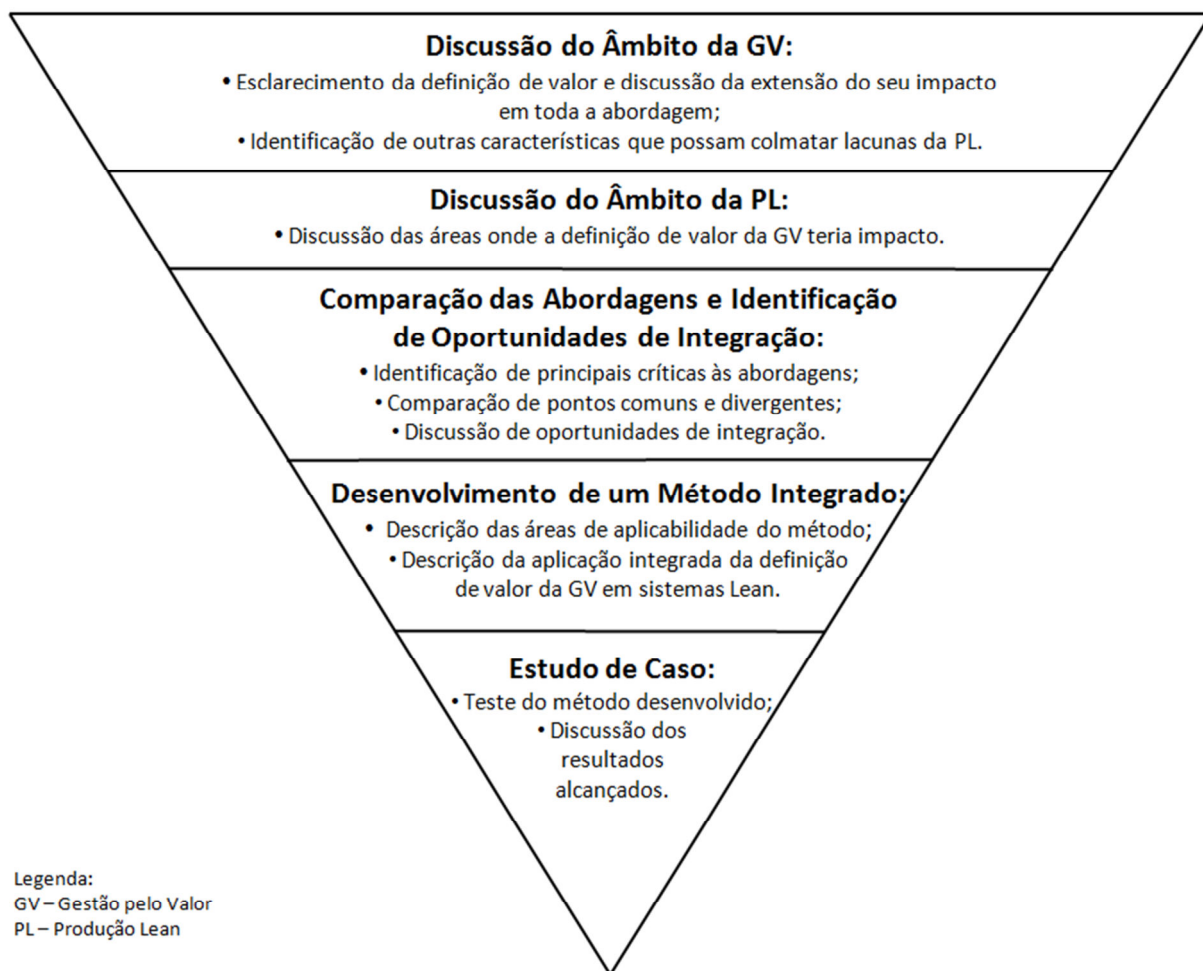 Discussão do Âmbito da GV:
• Esclarecimento da definição de valor e discussão da extensão do seu impacto
em toda a abordagem;
• Identificação de outras características que possam colmatar lacunas da PL.
Discussão do Âmbito da PL:
• Discussão das áreas onde a definição de valor da GV teria impacto.
Comparação das Abordagens e Identificação
de Oportunidades de Integração:
• Identificação de principais críticas às abordagens;
• Comparação de pontos comuns e divergentes;
• Discussão de oportunidades de integração.
Desenvolvimento de um Método Integrado:
• Descrição das áreas de aplicabilidade do método;
• Descrição da aplicação integrada da definição
de valor da GV em sistemas Lean.
Estudo de Caso:
• Teste do método desenvolvido;
• Discussão dos
resultados
alcançados.
Legenda:
GV – Gestão pelo Valor
PL – Produção Lean